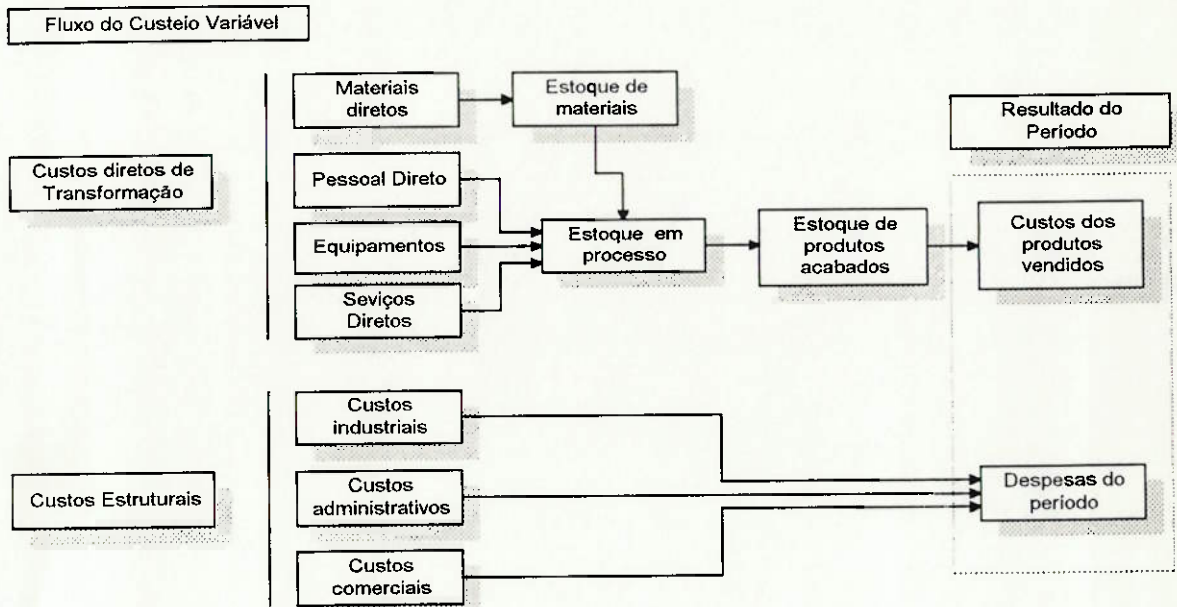 Fluxo do Custeio Variável
Materiais
diretos
Estoque de
materiais
Resultado do
Período
Custos diretos de
Transformação
Pessoal Direto
Equipamentos
Seviços
Diretos
Estoque em
processo
Estoque de
produtos
acabados
Custos dos
produtos
vendidos
Custos Estruturais
Custos
industriais
Custos
administrativos
Custos
comerciais
Despesas do
período